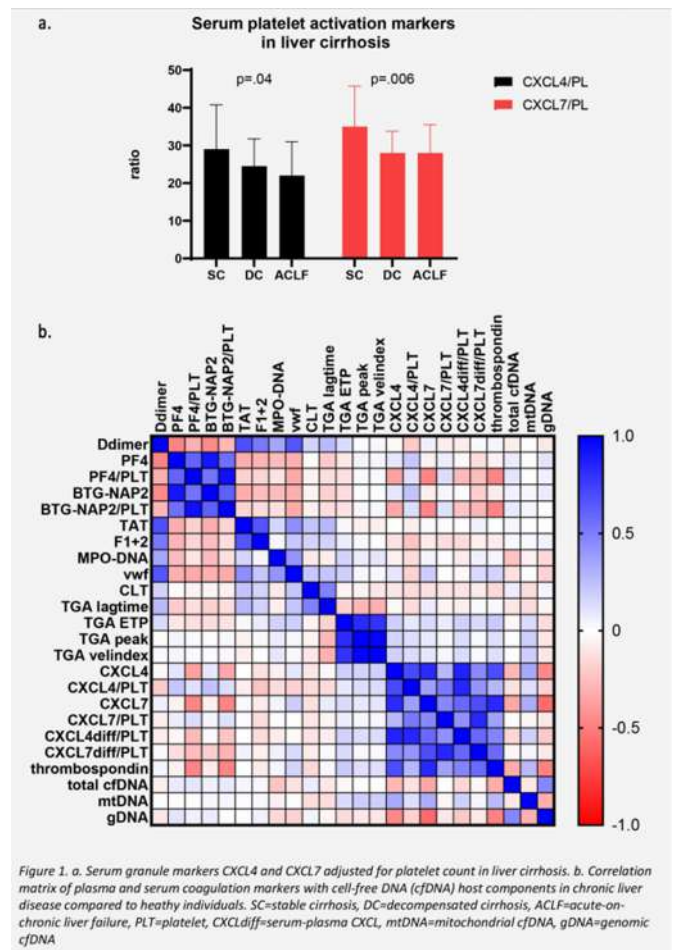 a.
Serum platelet activation markers
in liver cirrhosis
50
40
30
20
10
0
ratio
p=.04
p=.006
CXCL4/PL
CXCL7/PL
SC DC ACLF
SC DC ACLF
b.
Ddimer
PF4
PF4/PLT
BTG-NAP2
BTG-NAP2/PLT
TAT
F1+2
MPO-DNA
vwf
CLT
TGA lagtime
TGA ETP
TGA peak
TGA velindex
CXCL4
CXCL4/PLT
CXCL7
CXCL7/PLT
CXCL4diff/PLT
CXCL7diff/PLT
thrombospondin
total cfDNA
mtDNA
gDNA
Ddimer
PF4
PF4/PLT
BTG-NAP2
BTG-NAP2/PLT
TAT
F1+2
MPO-DNA
vwf
CLT
TGA lagtime
TGA ETP
TGA peak
TGA velindex
CXCL4
CXCL4/PLT
CXCL7
CXCL7/PLT
CXCL4diff/PLT
CXCL7diff/PLT
thrombospondin
total cfDNA
mtDNA
gDNA
1.0
0.5
0
-0.5
-1.0
Figure 1. a. Serum granule markers CXCL4 and CXCL7 adjusted for platelet count in liver cirrhosis. b. Correlation
matrix of plasma and serum coagulation markers with cell-free DNA (cfDNA) host components in chronic liver
disease compared to heathy individuals. SC=stable cirrhosis, DC=decompensated cirrhosis, ACLF=acute-on-
chronic liver failure, PLT=platelet, CXCLdiff=serum-plasma CXCL, mtDNA=mitochondrial cfDNA, gDNA=genomic
cfDNA